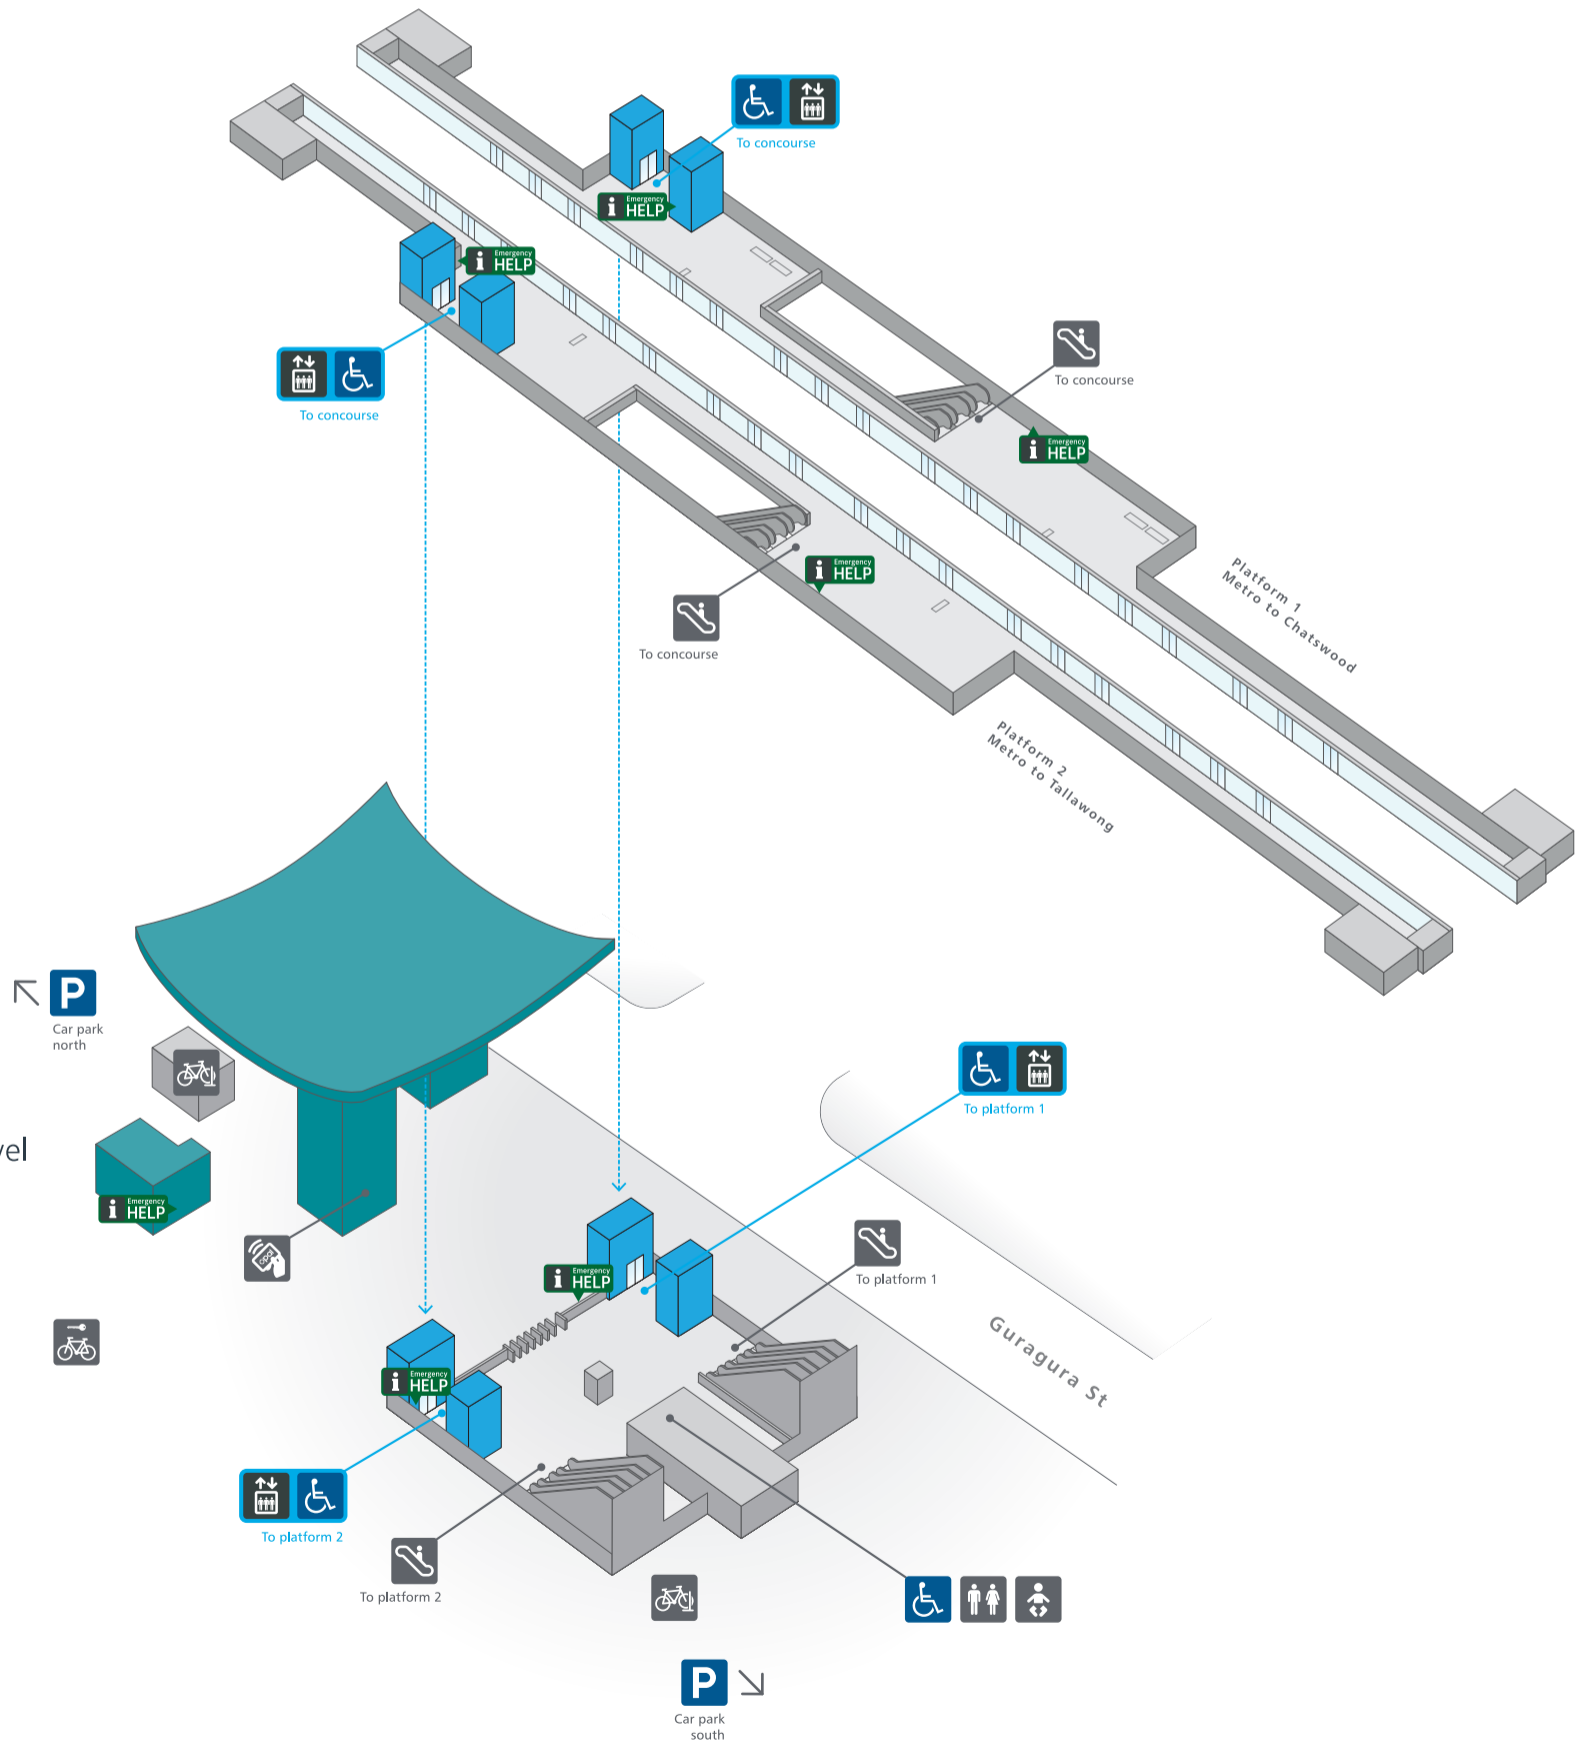 To concourse
i Emergency
HELP
i Emergency
HELP
To concourse
To concourse
i Emergency
HELP
i Emergency
HELP
To concourse
Platform 1
Metro to Chatswood
Platform 2
Metro to Tallawong
P
Car park
north
To platform 1
vel
i Emergency
HELP
opal
i Emergency
HELP
To platform 1
Guragura St
i Emergency
HELP
To platform 2
To platform 2
P
Car park
south